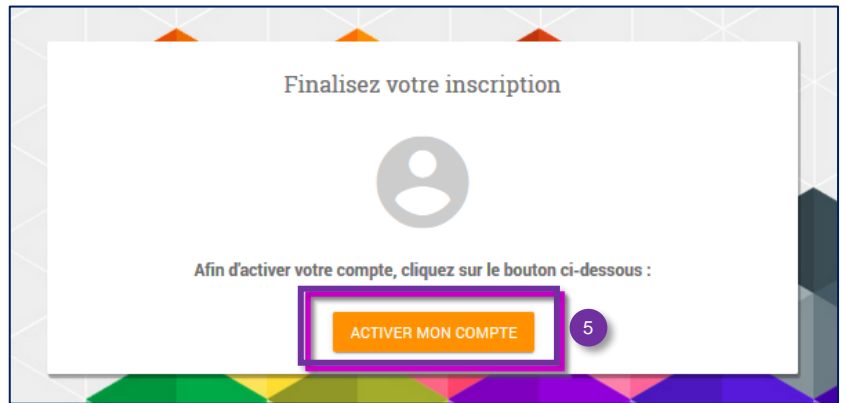 Finalisez votre inscription
Afin d'activer votre compte, cliquez sur le bouton ci-dessous :
ACTIVER MON COMPTE
5